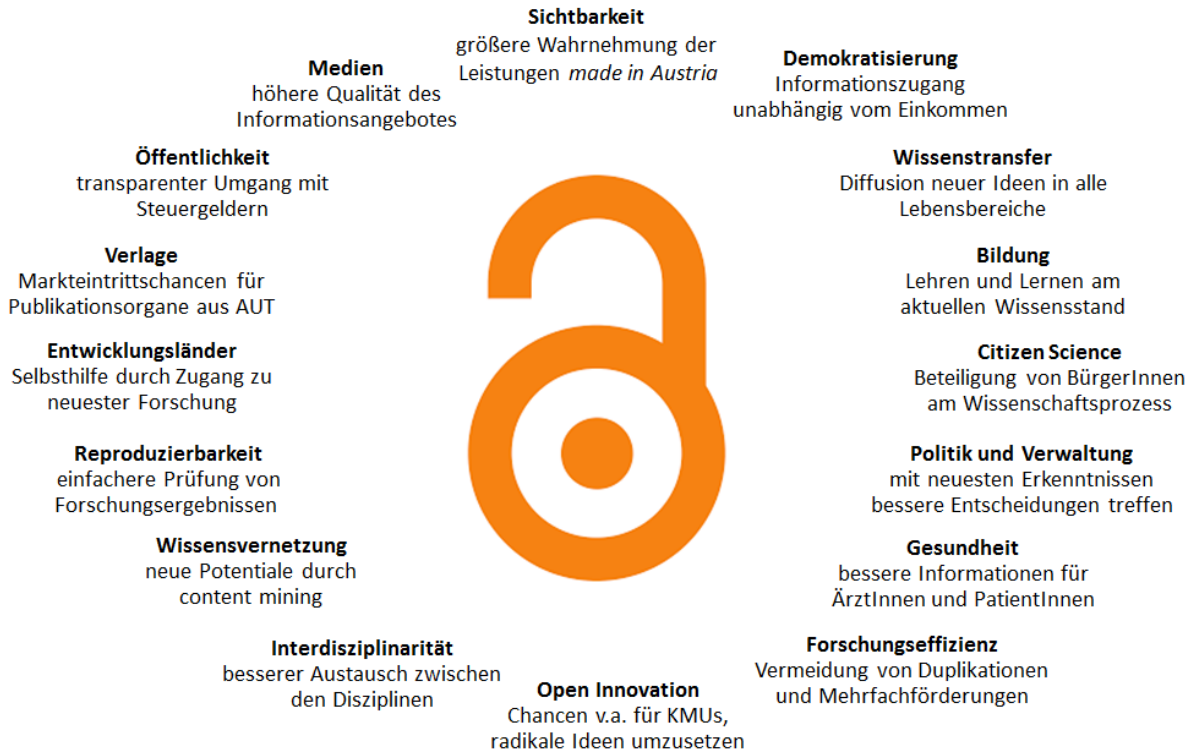 Sichtbarkeit
größere Wahrnehmung der
Leistungen made in Austria
Demokratisierung
Informationszugang
unabhängig vom Einkommen
Wissenstransfer
Diffusion neuer Ideen in alle
Lebensbereiche
Bildung
Lehren und Lernen am
aktuellen Wissensstand
Citizen Science
Beteiligung von BürgerInnen
am Wissenschaftsprozess
Politik und Verwaltung
mit neuesten Erkenntnissen
bessere Entscheidungen treffen
Gesundheit
bessere Informationen für
ÄrztInnen und PatientInnen
Forschungseffizienz
Vermeidung von Duplikationen
und Mehrfachförderungen
Open Innovation
Chancen v.a. für KMUs,
radikale Ideen umzusetzen
Interdisziplinarität
besserer Austausch zwischen
den Disziplinen
Wissensvernetzung
neue Potentiale durch
content mining
Reproduzierbarkeit
einfachere Prüfung von
Forschungsergebnissen
Entwicklungsländer
Selbsthilfe durch Zugang zu
neuester Forschung
Verlage
Markteintrittschancen für
Publikationsorgane aus AUT
Öffentlichkeit
transparenter Umgang mit
Steuergeldern
Medien
höhere Qualität des
Informationsangebotes